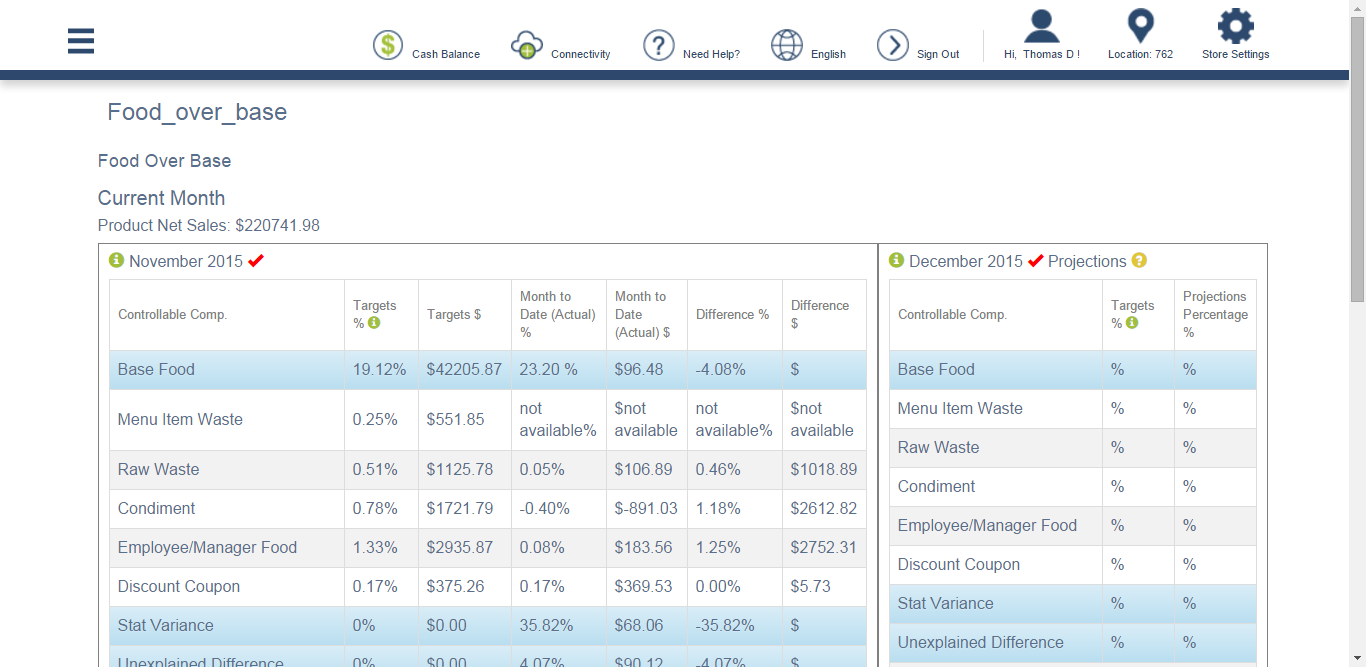 Cash Balance Connectivity Need Help? English Sign Out Hi, Thomas D ! Location: 762 Store Settings
Food_over_base
Food Over Base
Current Month
Product Net Sales: $220741.98
November 2015
Controllable Comp. Targets % Targets $ Month to Date (Actual) % Month to Date (Actual) $ Difference % Difference $
Base Food 19.12% $42205.87 23.20 % $96.48 -4.08% $
Menu Item Waste 0.25% $551.85 not available% $not available not available% $not available
Raw Waste 0.51% $1125.78 0.05% $106.89 0.46% $1018.89
Condiment 0.78% $1721.79 -0.40% $-891.03 1.18% $2612.82
Employee/Manager Food 1.33% $2935.87 0.08% $183.56 1.25% $2752.31
Discount Coupon 0.17% $375.26 0.17% $369.53 0.00% $5.73
Stat Variance 0% $0.00 35.82% $68.06 -35.82% $
Unexplained Difference 0% $0.00 4.07% $90.12 -4.07% $
December 2015 Projections
Controllable Comp. Targets % Projections Percentage %
Base Food % %
Menu Item Waste % %
Raw Waste % %
Condiment % %
Employee/Manager Food % %
Discount Coupon % %
Stat Variance % %
Unexplained Difference % %